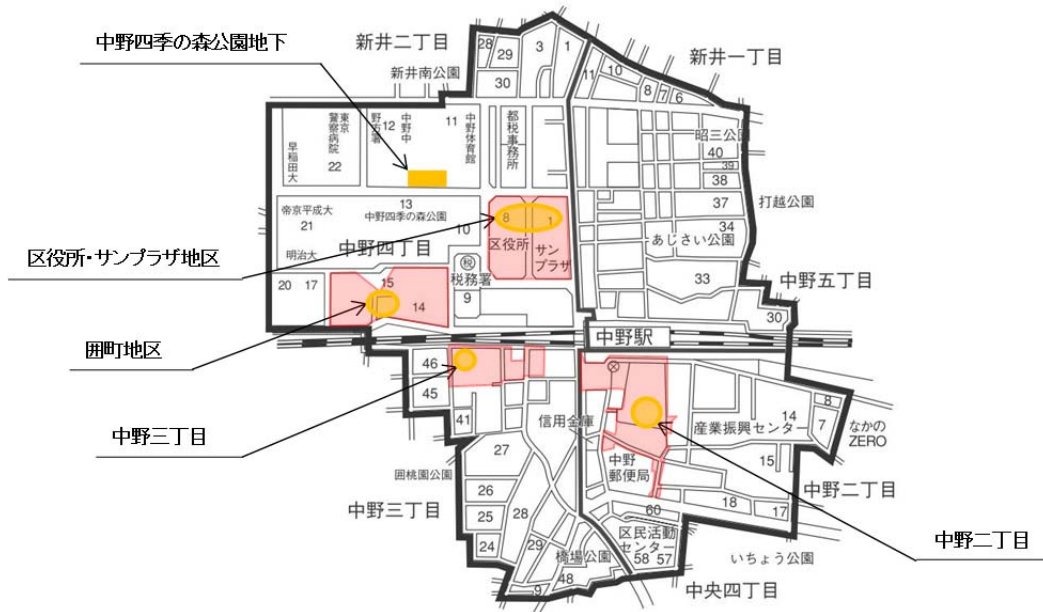 中野四季の森公園地下
新井二丁目
新井一丁目
新井南公園
28
29
3
1
30
11
10
8
7
6
東京
警察病院
22
早稲田大
野方署
12
中野中
11
中野体育館
都税事務所
昭三公園
40
39
38
37
打越公園
34
あじさい公園
33
中野五丁目
30
帝京平成大
21
13
中野四季の森公園
10
中野四丁目
明治大
8
区役所
1
サン
プラザ
税
税務署
9
区役所・サンプラザ地区
20
17
15
14
囲町地区
中野駅
46
45
41
中野三丁目
信用金庫
27
囲桃園公園
26
25
24
28
29
中野三丁目
橋場公園
48
9
中野
郵便局
産業振興センター
14
8
7
なかの
ZERO
15
中野二丁目
18
17
60
区民活動
センター
58
57
いちょう公園
中央四丁目
中野二丁目